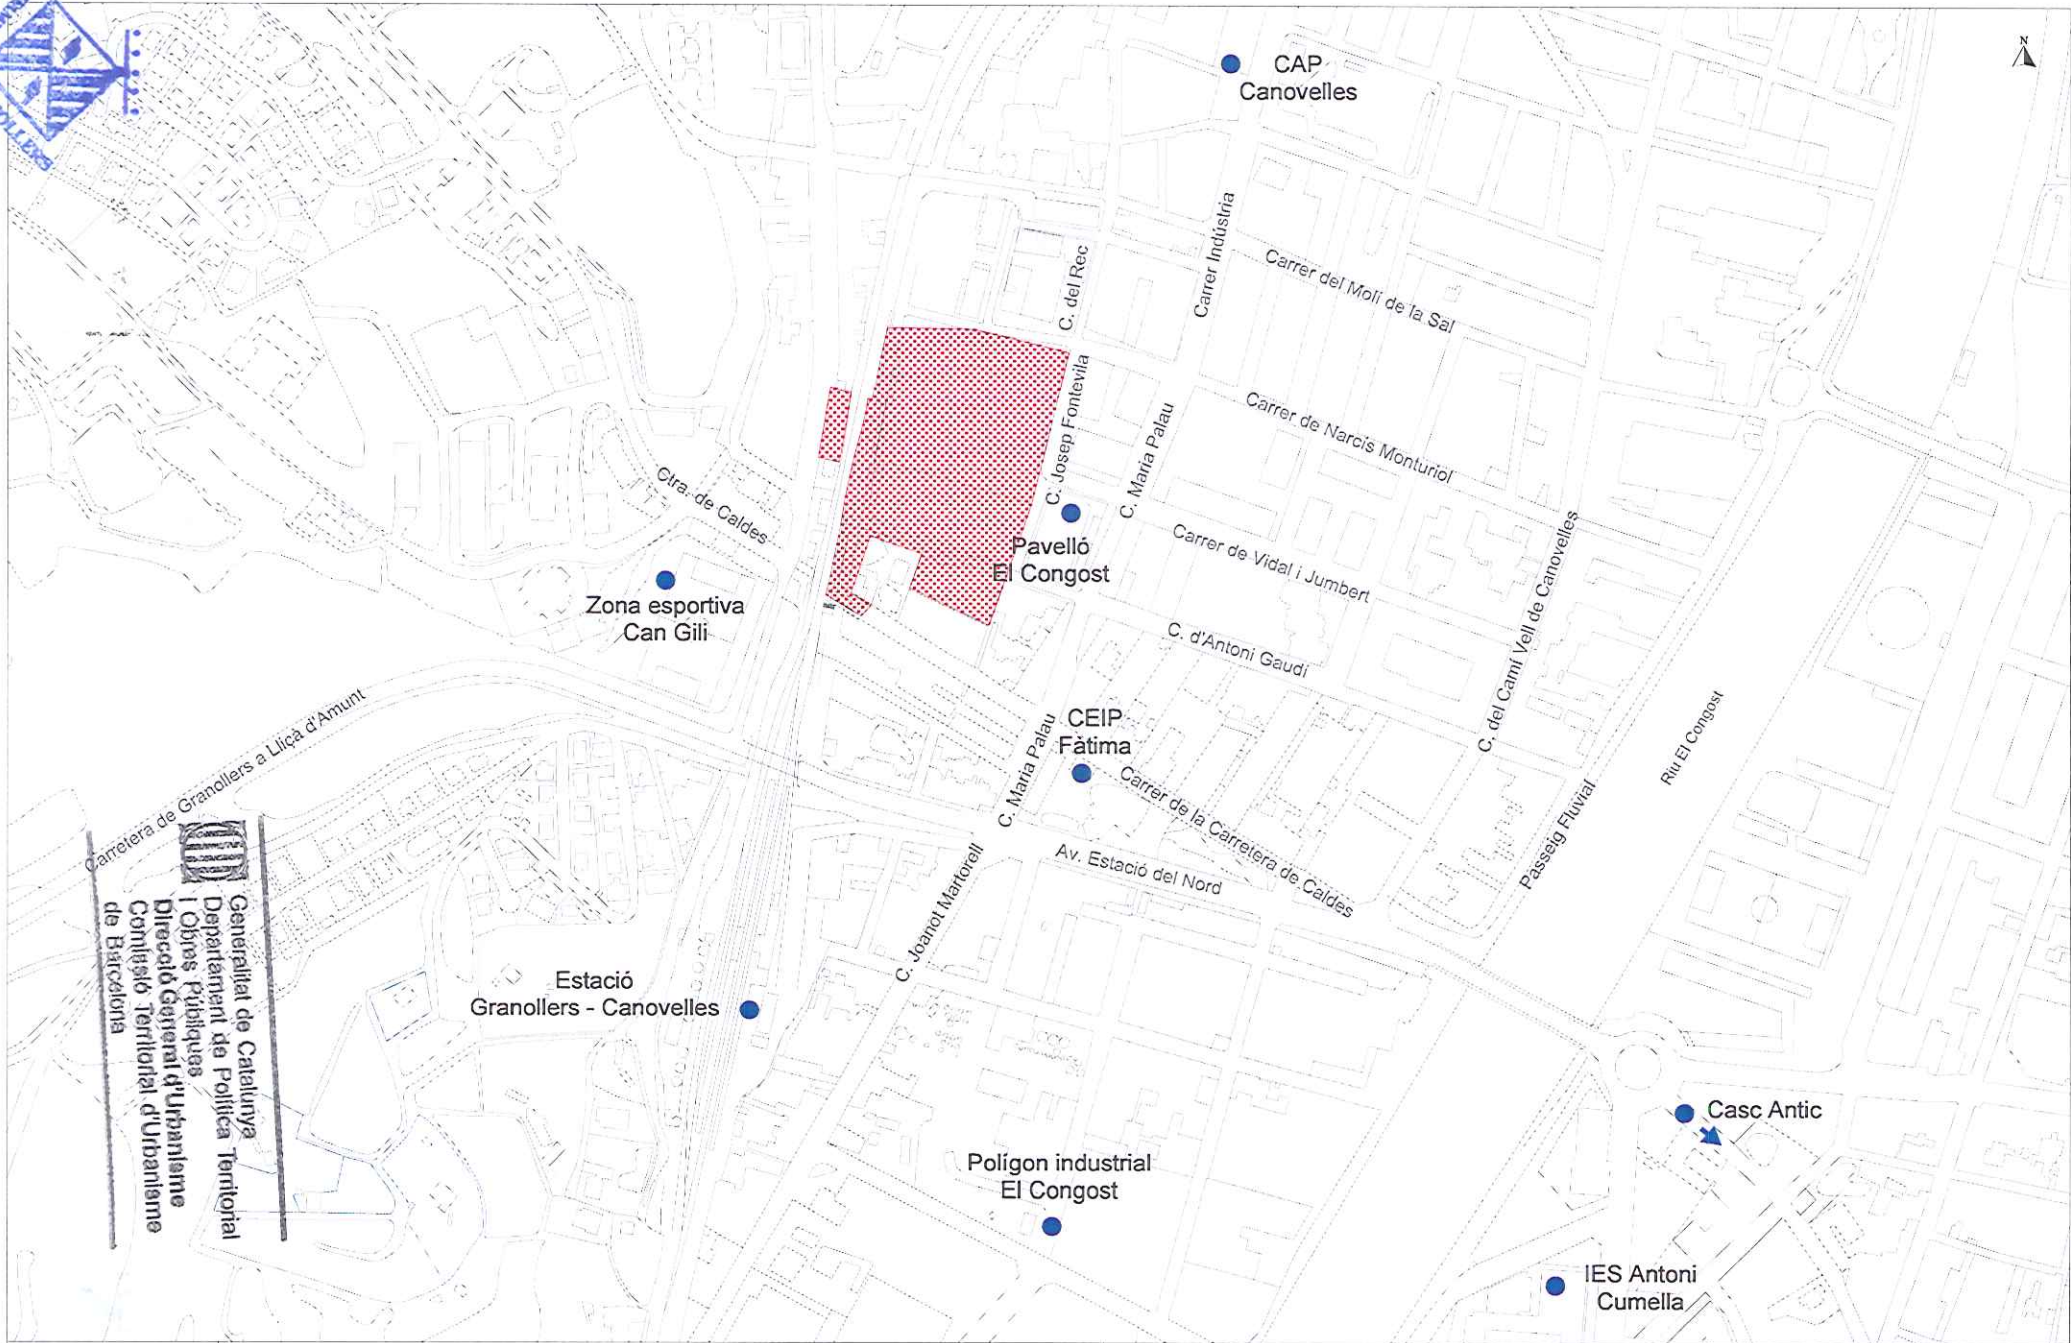 N
CAP
Canovelles
Carrer Indústria
C. del Rec
Carrer del Molí de la Sal
C. Josep Fontevila
C. Maria Palau
Carrer de Narcís Monturiol
Ctra. de Caldes
Pavelló
El Congost
Carrer de Vidal i Jumbert
C. del Camí Vell de Canovelles
Zona esportiva
Can Gili
C. d'Antoni Gaudí
Carretera de Granollers a Lliçà d'Amunt
CEIP
Fàtima
C. Maria Palau
Riu El Congost
Carrer de la Carretera de Caldes
Passeig Fluvial
Av. Estació del Nord
C. Joanot Martorell
Generalitat de Catalunya
Departament de Política Territorial
i Obres Públiques
Direcció General d'Urbanisme
Comissió Territorial d'Urbanisme
de Barcelona
Estació
Granollers - Canovelles
Casc Antic
Polígon industrial
El Congost
IES Antoni
Cumella